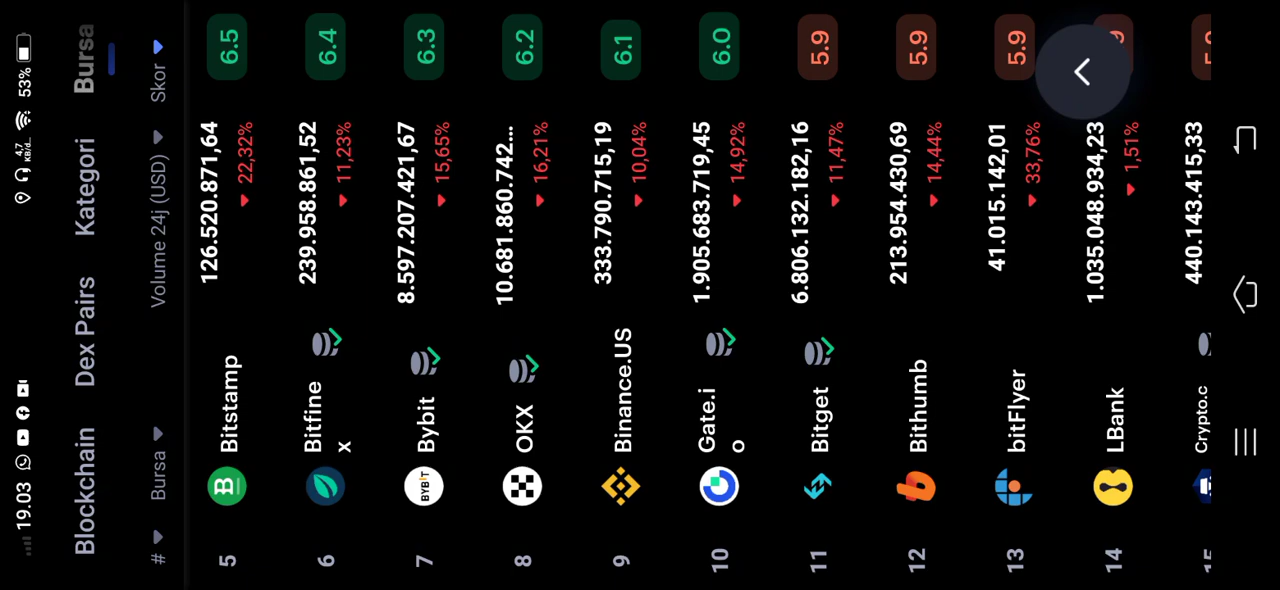 19.03
4,7
KB/d...
53%
Blockchain Dex Pairs Kategori Bursa
# Bursa Volume 24j (USD) Skor
5 Bitstamp 126.520.871,64 6.5
22,32%
6 Bitfine 239.958.861,52 6.4
x 11,23%
7 BYBIT Bybit 8.597.207.421,67 6.3
15,65%
8 OKX 10.681.860.742... 6.2
16,21%
9 Binance.US 333.790.715,19 6.1
10,04%
10 Gate.i 1.905.683.719,45 6.0
o 14,92%
11 Bitget 6.806.132.182,16 5.9
11,47%
12 Bithumb 213.954.430,69 5.9
14,44%
13 bitFlyer 41.015.142,01 5.9
33,76%
14 LBank 1.035.048.934,23
1,51%
15 Crypto.c 440.143.415,33